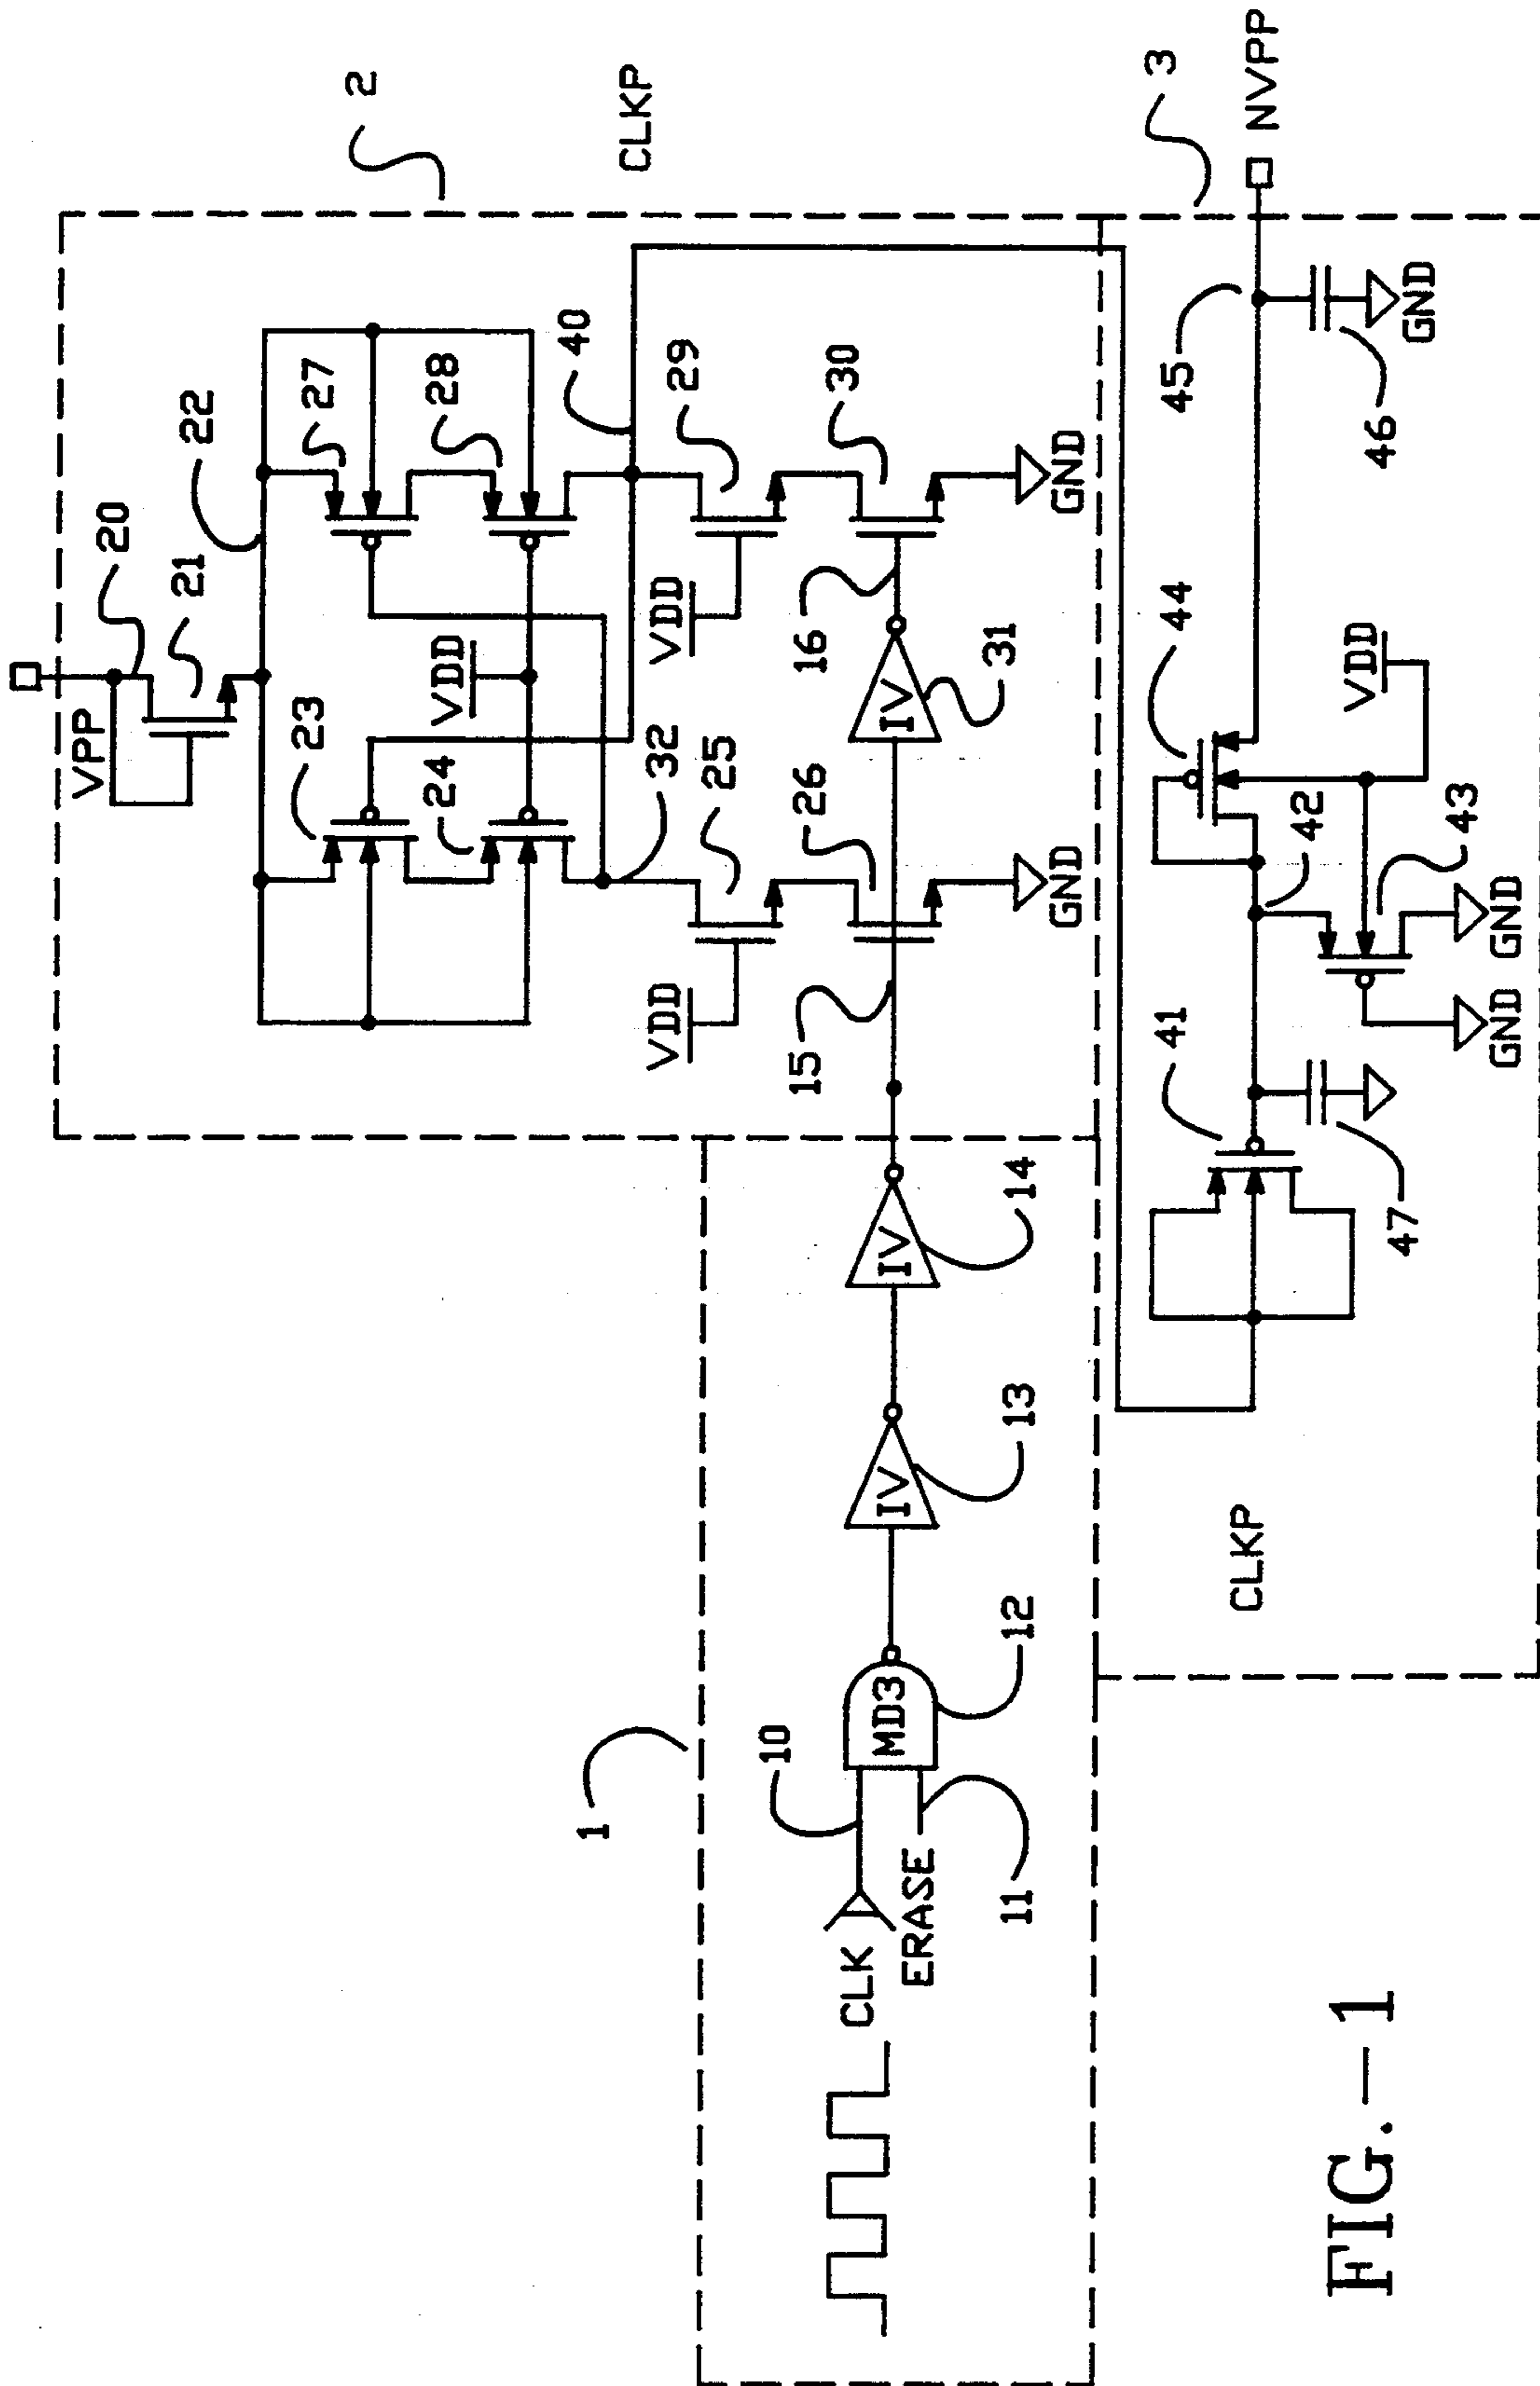 2
CLKP
VPP
20
21
22
23
24
VDD
27
28
32
40
VDD
25
26
VDD
29
30
15
16
IV
31
GND
GND
1
CLK
ERASE
10
11
MD3
12
IV
13
IV
14
3
CLKP
41
47
42
43
44
VDD
GND
GND
45
46
GND
NVPP
FIG.-1